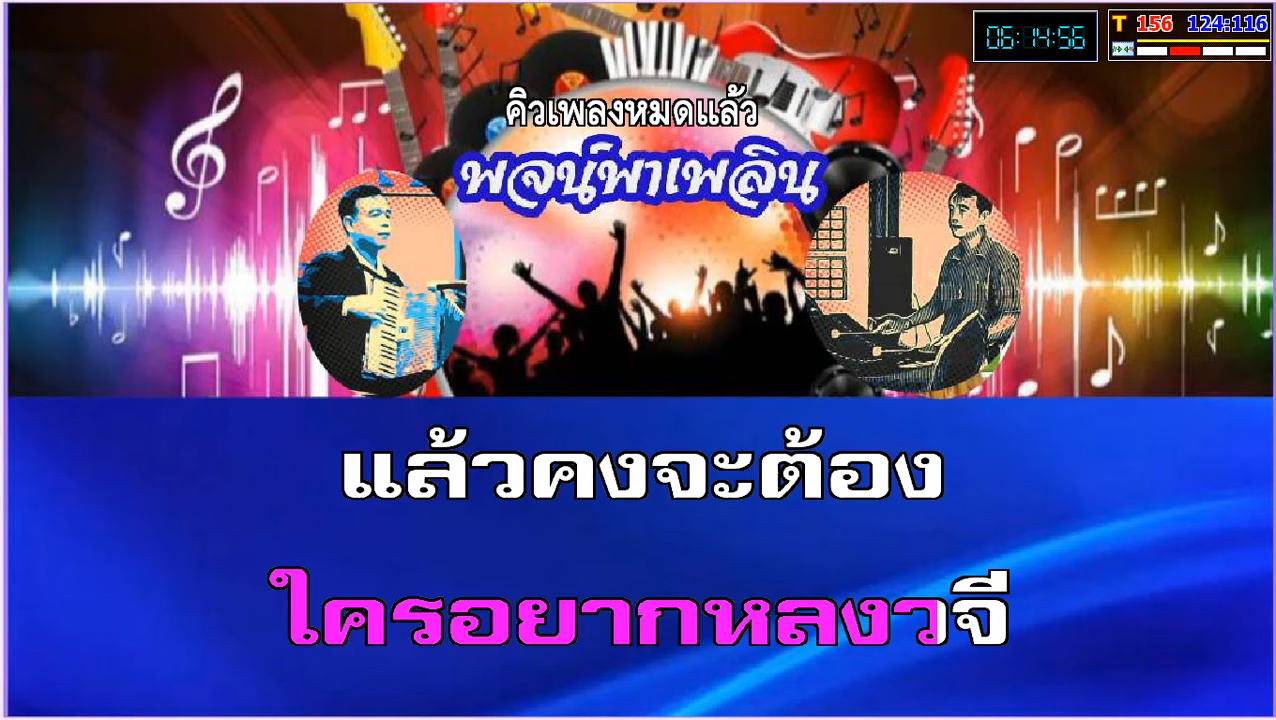 06:14:56
T 156 124:116
คิวเพลงหมดแล้ว
พจน์พาเพลิน
แล้วคงจะต้อง
ใครอยากหลงวจี